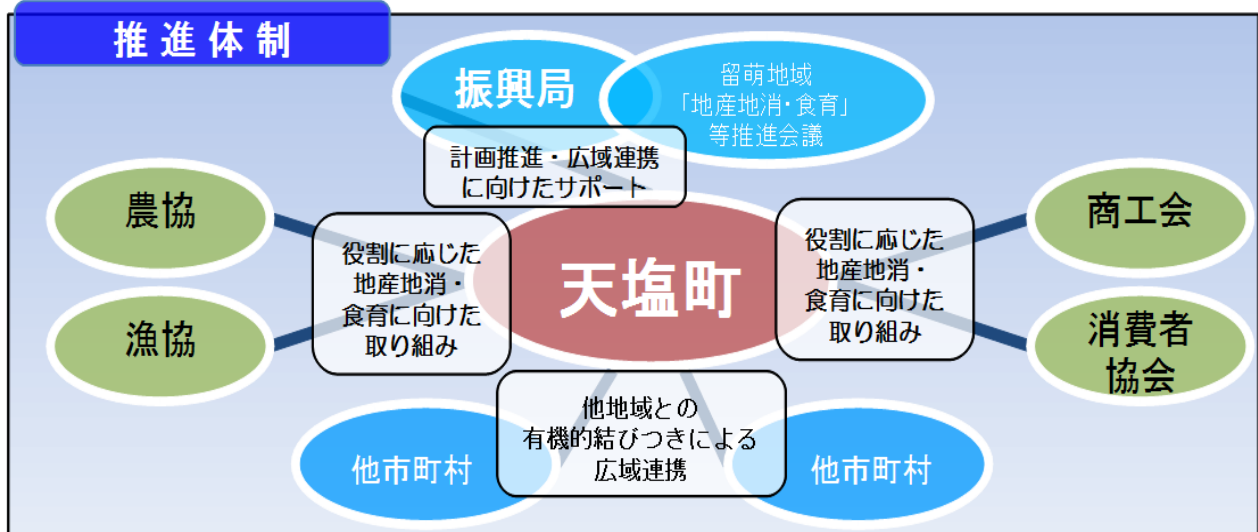 推進体制
振興局
留萌地域
「地産地消・食育」
等推進会議
計画推進・広域連携
に向けたサポート
農協
漁協
役割に応じた
地産地消・
食育に向けた
取り組み
天塩町
役割に応じた
地産地消・
食育に向けた
取り組み
商工会
消費者
協会
他地域との
有機的結びつきによる
広域連携
他市町村
他市町村